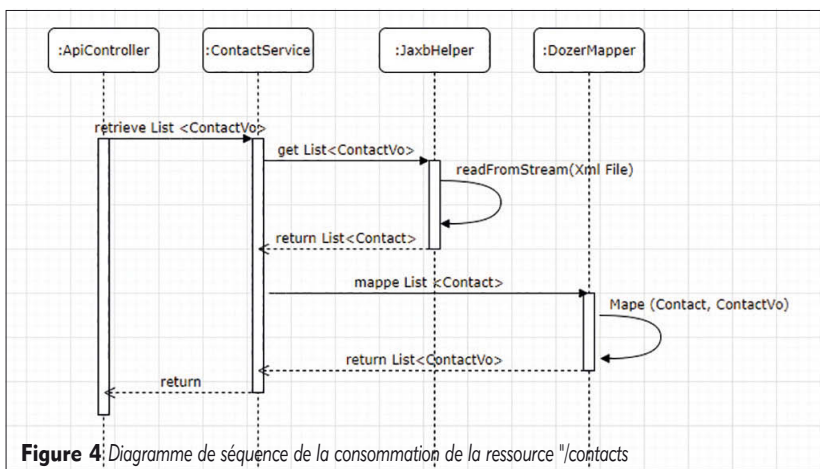 :ApiController
:ContactService
:JaxbHelper
:DozerMapper
retrieve List <ContactVo>
get List<ContactVo>
readFromStream(Xml File)
return List<Contact>
mappe List <Contact>
Mape (Contact, ContactVo)
return List<ContactVo>
return
Figure 4 Diagramme de séquence de la consommation de la ressource "/contacts